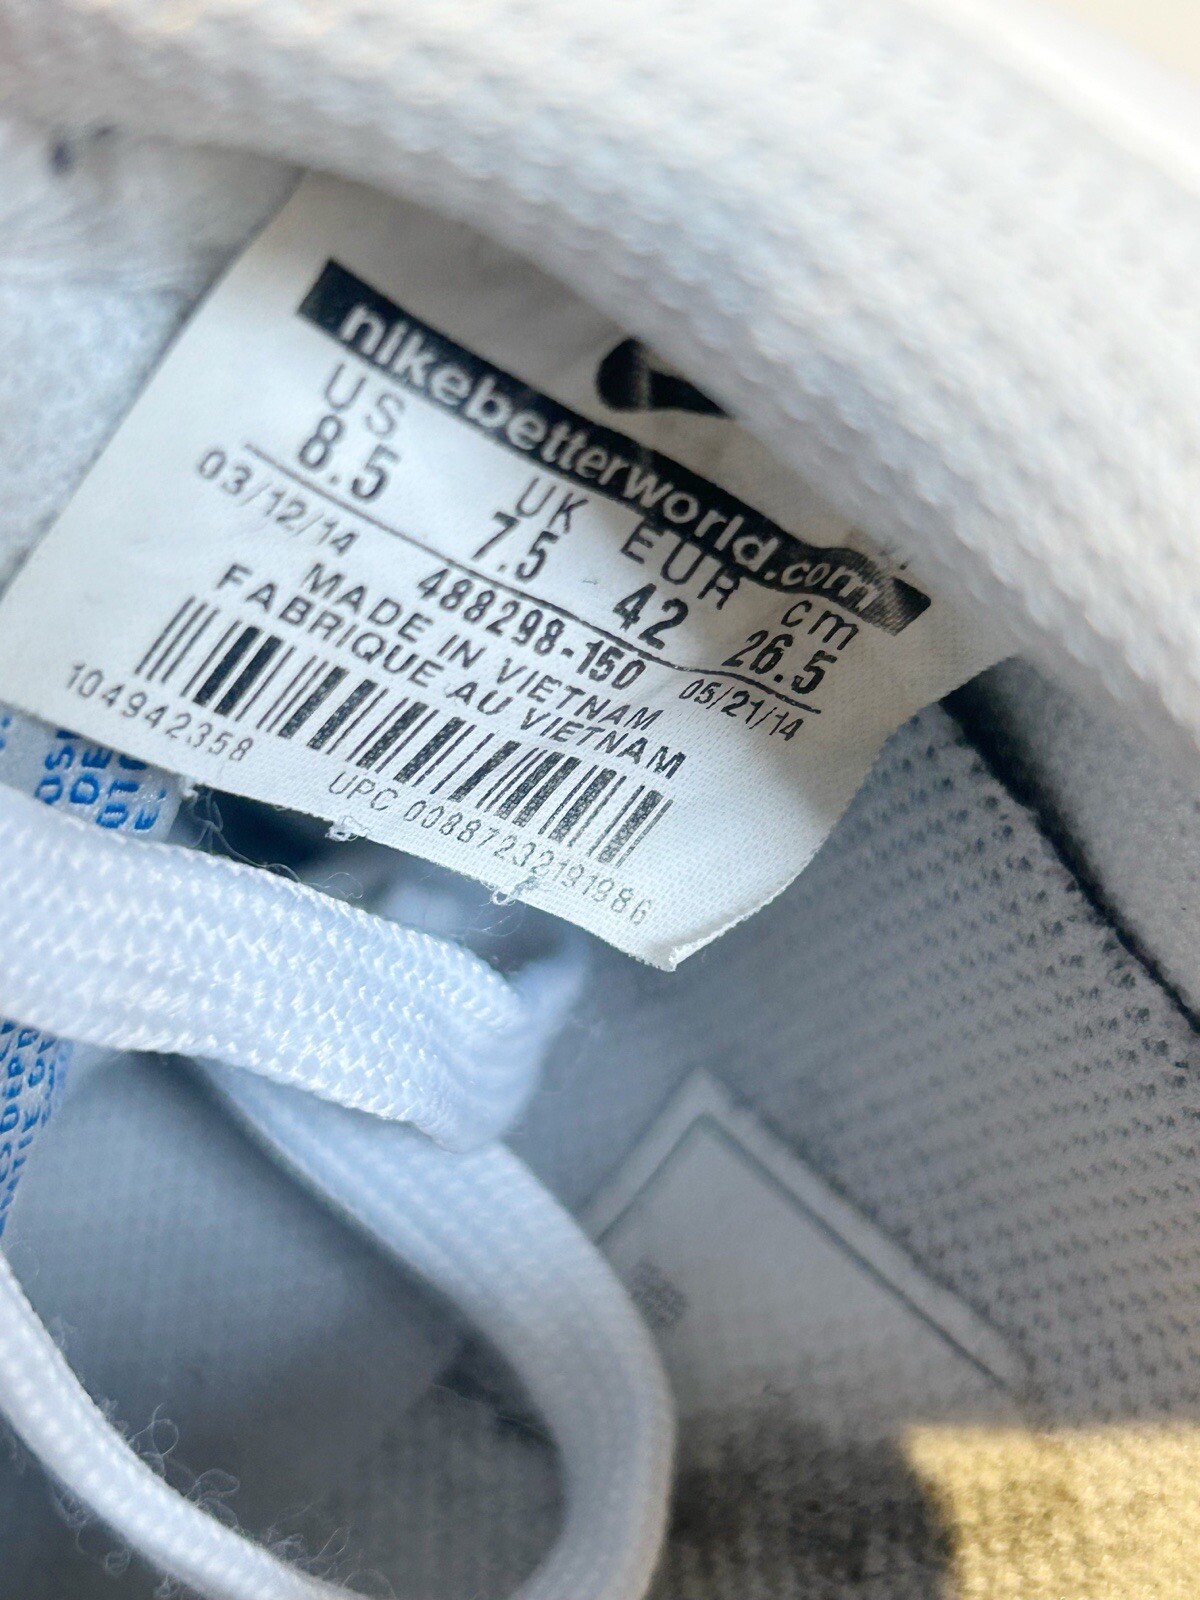 nikebetterworld.com
US UK EUR cm
8.5 7.5 42 26.5
03/12/14 488298-150 05/21/14
MADE IN VIETNAM
FABRIQUE AU VIETNAM
104942358
UPC 00887232191986